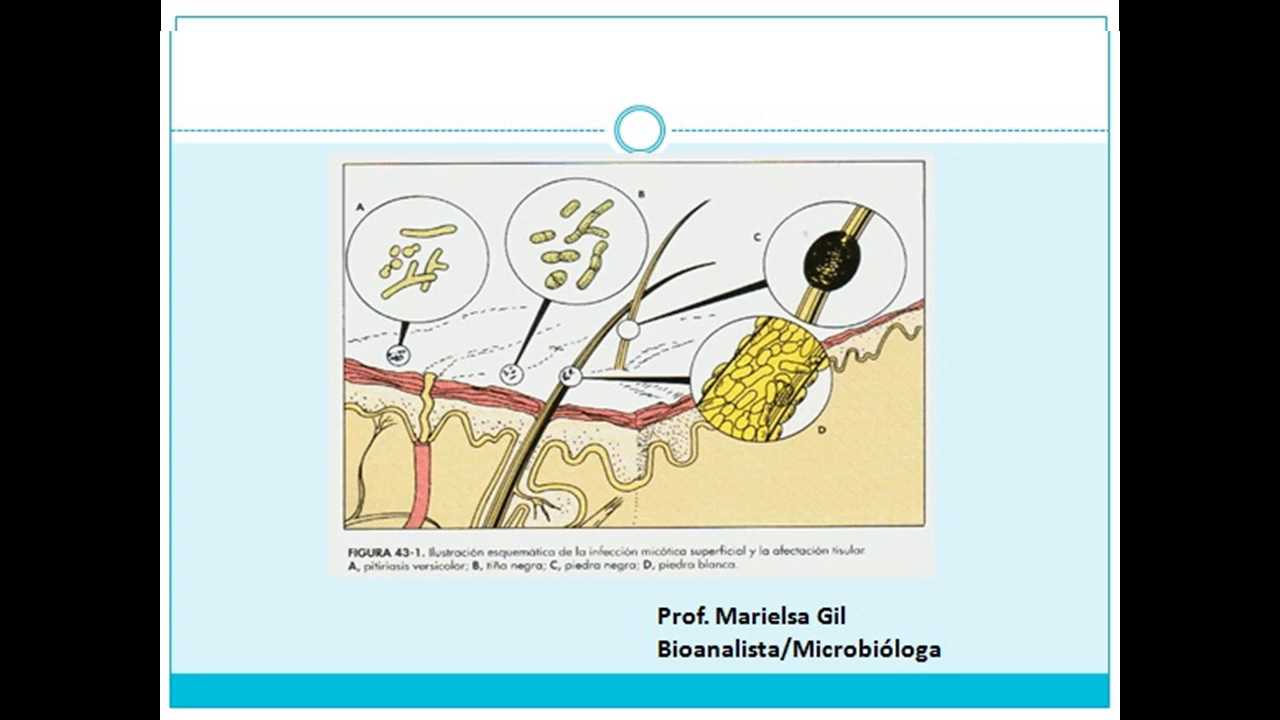 A
B
C
D
FIGURA 43-1. Ilustración esquemática de la infección micótica superficial y la afectación tisular.
A, pitiriasis versicolor; B, tiña negra; C, piedra negra; D, piedra blanca.
Prof. Marielsa Gil
Bioanalista/Microbióloga